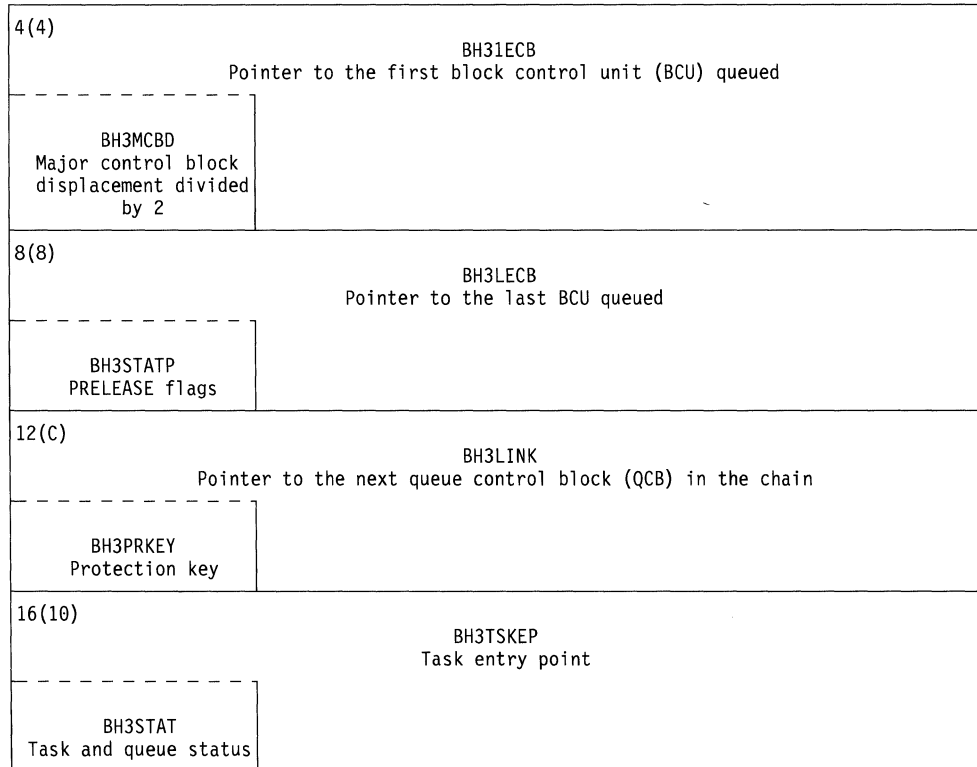 4(4)
BH31ECB
Pointer to the first block control unit (BCU) queued
BH3MCBD
Major control block
displacement divided
by 2
8(8)
BH3LECB
Pointer to the last BCU queued
BH3STATP
PRELEASE flags
12(C)
BH3LINK
Pointer to the next queue control block (QCB) in the chain
BH3PRKEY
Protection key
16(10)
BH3TSKEP
Task entry point
BH3STAT
Task and queue status